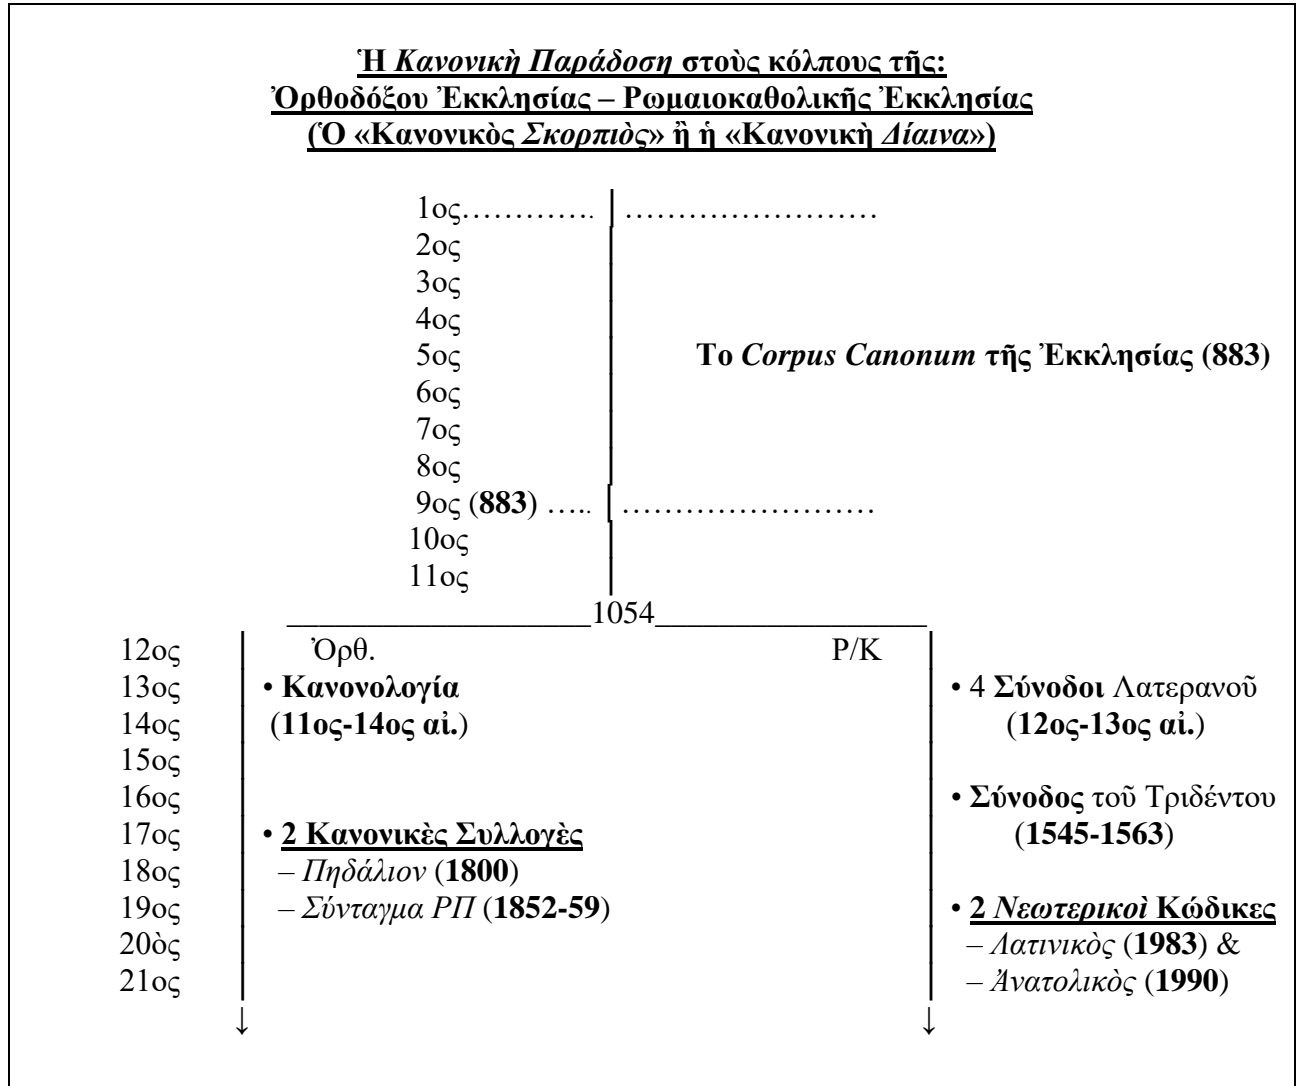 Ἡ Κανονικὴ Παράδοση στοὺς κόλπους τῆς:
Ὀρθοδόξου Ἐκκλησίας – Ρωμαιοκαθολικῆς Ἐκκλησίας
(Ὁ «Κανονικὸς Σκορπιὸς» ἢ ἡ «Κανονικὴ Δίαινα»)
1ος…………. ……………………
2ος
3ος
4ος
5ος Το Corpus Canonum τῆς Ἐκκλησίας (883)
6ος
7ος
8ος
9ος (883) ….. ……………………
10ος
11ος
___________________1054_________________
12ος Ὀρθ. Ρ/Κ
13ος • Κανονολογία • 4 Σύνοδοι Λατερανοῦ
14ος (11ος-14ος αἰ.) (12ος-13ος αἰ.)
15ος
16ος • Σύνοδος τοῦ Τριδέντου
17ος • 2 Κανονικὲς Συλλογὲς (1545-1563)
18ος – Πηδάλιον (1800)
19ος – Σύνταγμα ΡΠ (1852-59) • 2 Νεωτερικοὶ Κώδικες
20ὸς – Λατινικὸς (1983) &
21ος – Ἀνατολικὸς (1990)
↓ ↓